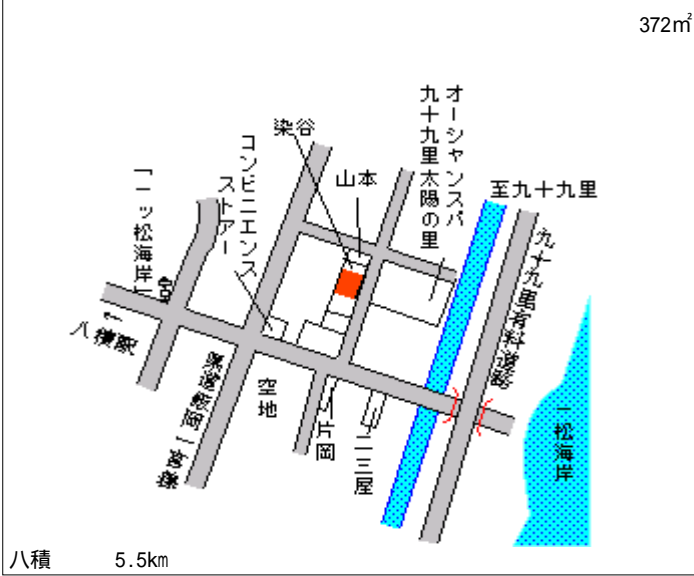 372㎡
オーシャンスパ
九十九里太陽の里
染谷
コンビニエンス
ストアー
山本
至九十九里
九十九里有料道路
「一ッ松海岸」
←
八積駅
空地
片岡
二三屋
一松海岸
八積 5.5km